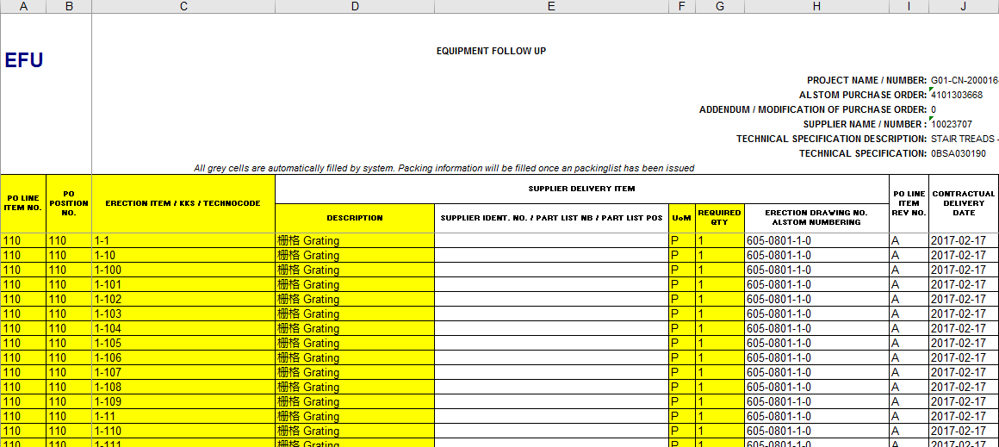 A B C D E F G H I J
EFU
EQUIPMENT FOLLOW UP
PROJECT NAME / NUMBER: G01-CN-200016
ALSTOM PURCHASE ORDER: 4101303668
ADDENDUM / MODIFICATION OF PURCHASE ORDER: 0
SUPPLIER NAME / NUMBER : 10023707
TECHNICAL SPECIFICATION DESCRIPTION: STAIR TREADS -
TECHNICAL SPECIFICATION: 0BSA030190
All grey cells are automatically filled by system. Packing information will be filled once an packinglist has been issued
PO LINE ITEM NO. PO POSITION NO. ERECTION ITEM / KKS / TECHNOCODE SUPPLIER DELIVERY ITEM PO LINE ITEM REV NO. CONTRACTUAL DELIVERY DATE
DESCRIPTION SUPPLIER IDENT. NO. / PART LIST NB / PART LIST POS UoM REQUIRED QTY ERECTION DRAWING NO. ALSTOM NUMBERING
110 110 1-1 栅格 Grating P 1 605-0801-1-0 A 2017-02-17
110 110 1-10 栅格 Grating P 1 605-0801-1-0 A 2017-02-17
110 110 1-100 栅格 Grating P 1 605-0801-1-0 A 2017-02-17
110 110 1-101 栅格 Grating P 1 605-0801-1-0 A 2017-02-17
110 110 1-102 栅格 Grating P 1 605-0801-1-0 A 2017-02-17
110 110 1-103 栅格 Grating P 1 605-0801-1-0 A 2017-02-17
110 110 1-104 栅格 Grating P 1 605-0801-1-0 A 2017-02-17
110 110 1-105 栅格 Grating P 1 605-0801-1-0 A 2017-02-17
110 110 1-106 栅格 Grating P 1 605-0801-1-0 A 2017-02-17
110 110 1-107 栅格 Grating P 1 605-0801-1-0 A 2017-02-17
110 110 1-108 栅格 Grating P 1 605-0801-1-0 A 2017-02-17
110 110 1-109 栅格 Grating P 1 605-0801-1-0 A 2017-02-17
110 110 1-11 栅格 Grating P 1 605-0801-1-0 A 2017-02-17
110 110 1-110 栅格 Grating P 1 605-0801-1-0 A 2017-02-17
110 110 1-111 栅格 Grating P 1 605-0801-1-0 A 2017-02-17